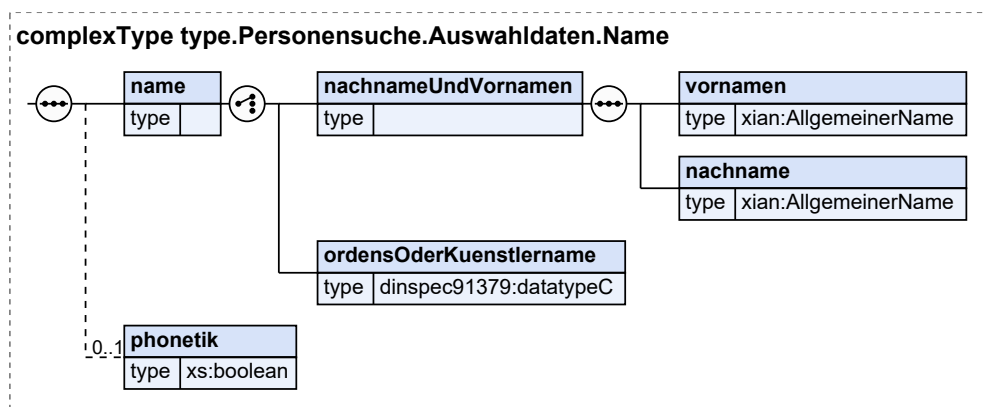 complexType type.Personensuche.Auswahldaten.Name
name
type
nachnameUndVornamen
type
vornamen
type xian:AllgemeinerName
nachname
type xian:AllgemeinerName
ordensOderKuenstlername
type dinspec91379:datatypeC
0..1
phonetik
type xs:boolean